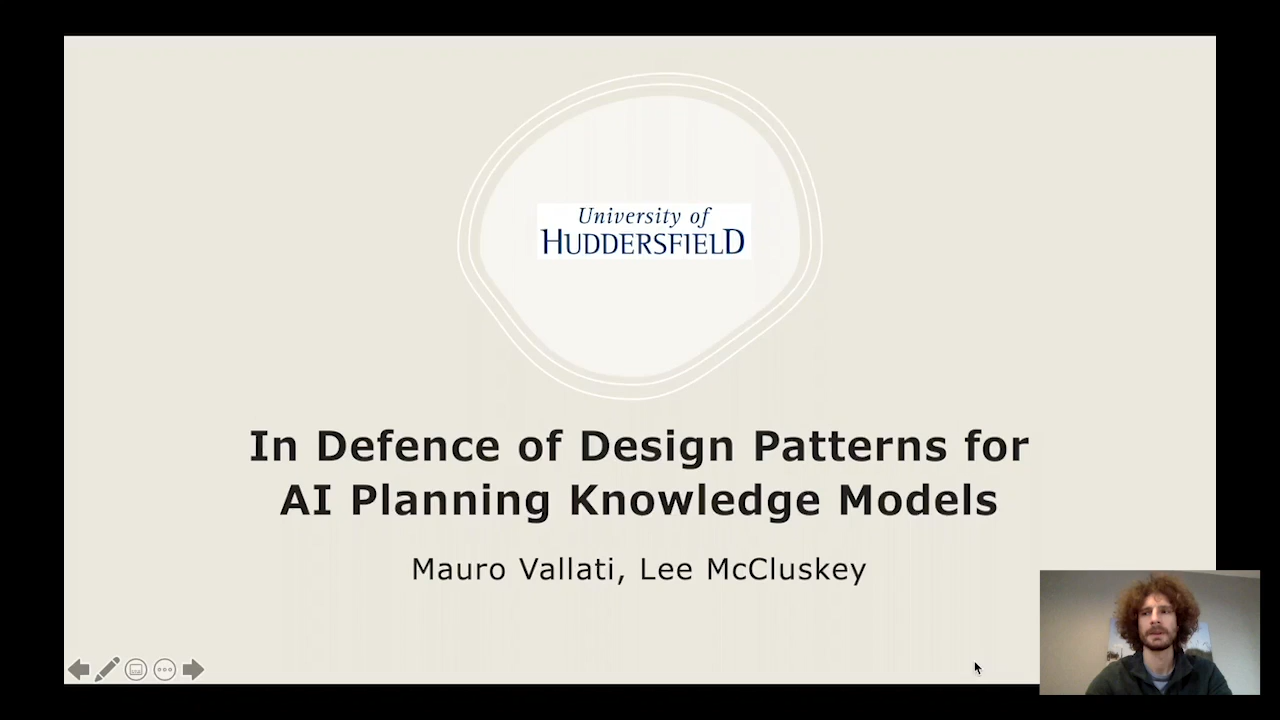 University of
HUDDERSFIELD
In Defence of Design Patterns for
AI Planning Knowledge Models
Mauro Vallati, Lee McCluskey